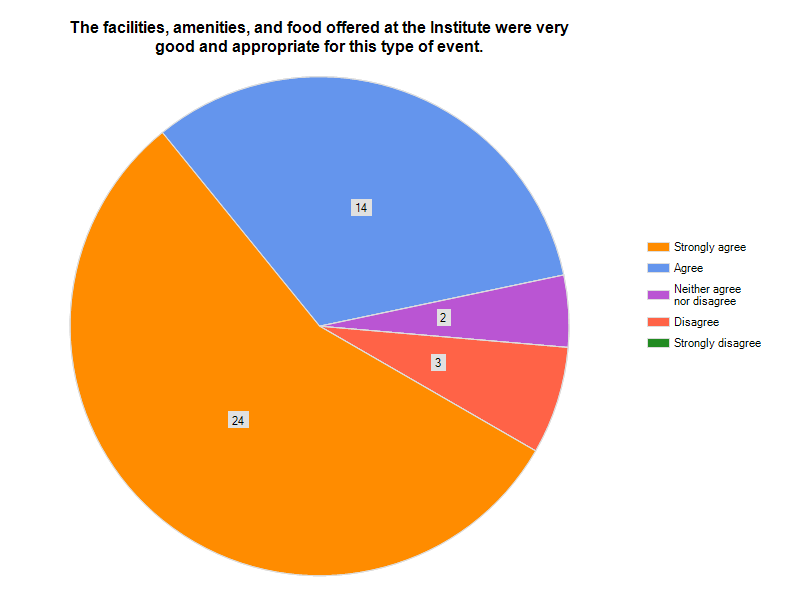 The facilities, amenities, and food offered at the Institute were very
good and appropriate for this type of event.
14
2
3
24
Strongly agree
Agree
Neither agree
nor disagree
Disagree
Strongly disagree